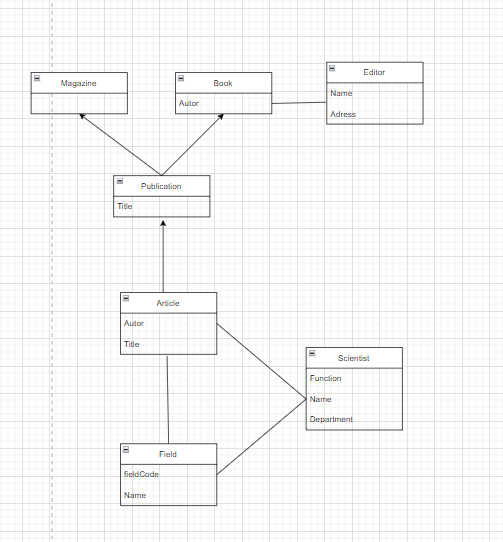 Magazine
Book
Autor
Editor
Name
Adress
Publication
Title
Article
Autor
Title
Scientist
Function
Name
Department
Field
fieldCode
Name